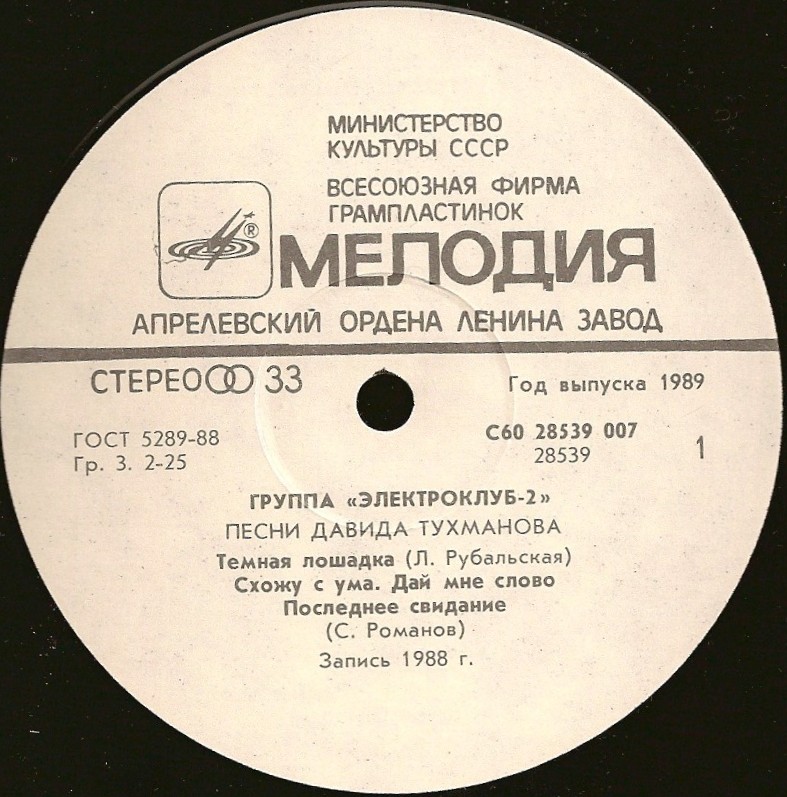 МИНИСТЕРСТВО
КУЛЬТУРЫ СССР
ВСЕСОЮЗНАЯ ФИРМА
ГРАМПЛАСТИНОК
®
МЕЛОДИЯ
АПРЕЛЕВСКИЙ ОРДЕНА ЛЕНИНА ЗАВОД
СТЕРЕО 33
Год выпуска 1989
ГОСТ 5289-88
Гр. 3. 2-25
С60 28539 007
28539
1
ГРУППА «ЭЛЕКТРОКЛУБ-2»
ПЕСНИ ДАВИДА ТУХМАНОВА
Темная лошадка (Л. Рубальская)
Схожу с ума. Дай мне слово
Последнее свидание
(С. Романов)
Запись 1988 г.